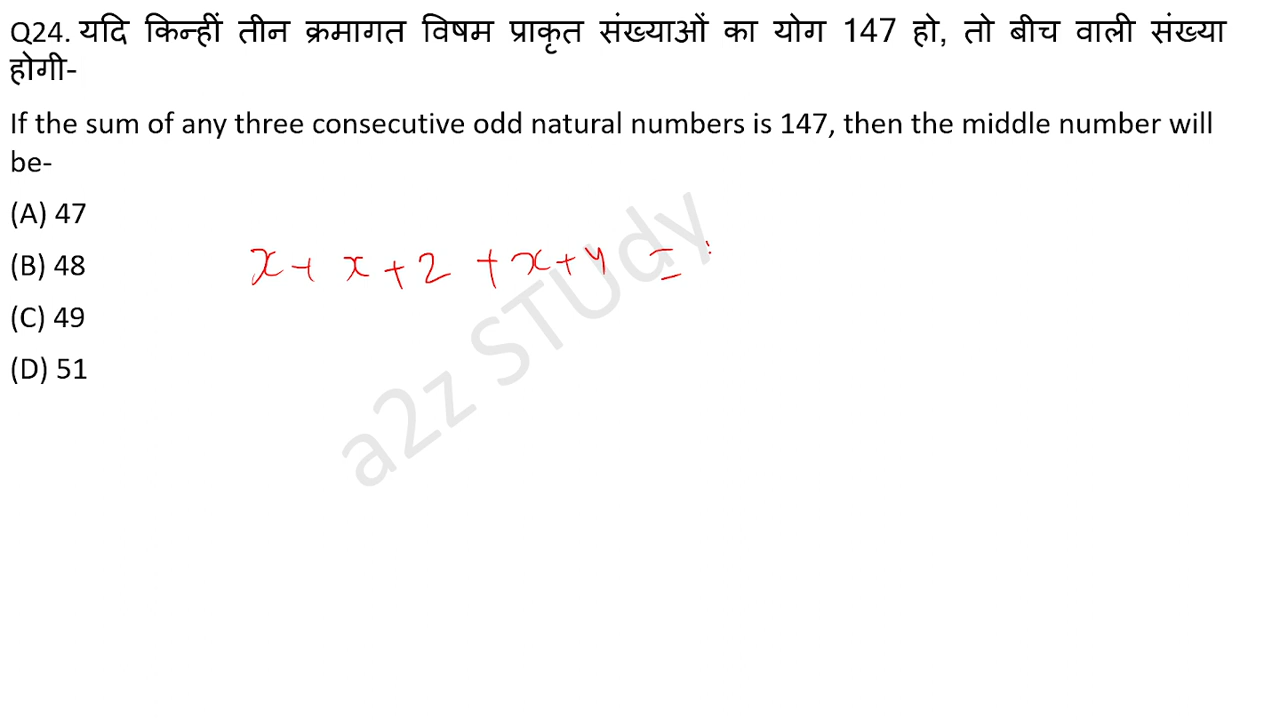 Q24. यदि किन्हीं तीन क्रमागत विषम प्राकृत संख्याओं का योग 147 हो, तो बीच वाली संख्या
होगी-
If the sum of any three consecutive odd natural numbers is 147, then the middle number will
be-
(A) 47
(B) 48
x + x + 2 + x + 4 =
(C) 49
(D) 51
a2z STUdy